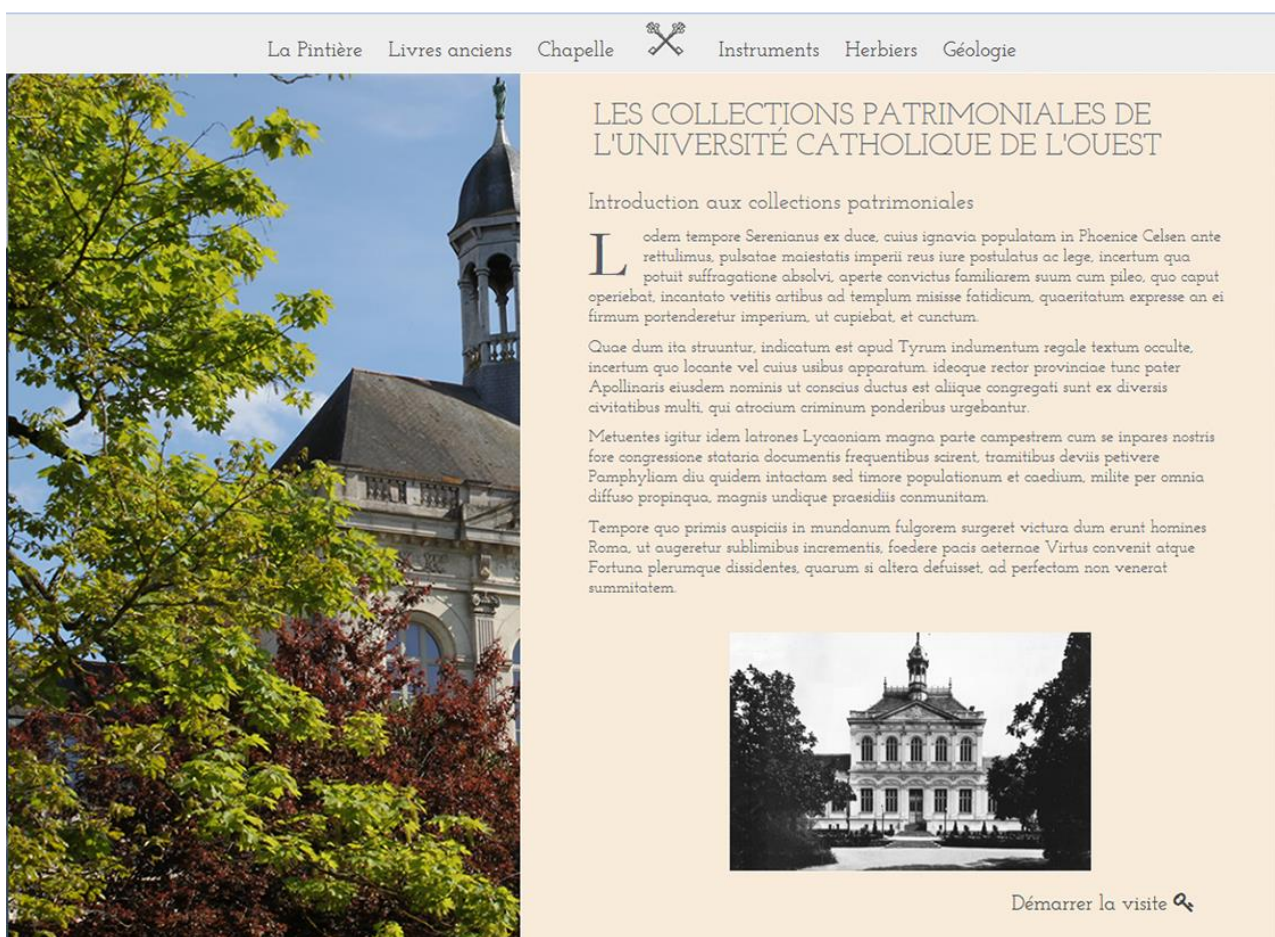 La Pintière Livres anciens Chapelle Instruments Herbiers Géologie
LES COLLECTIONS PATRIMONIALES DE
L'UNIVERSITÉ CATHOLIQUE DE L'OUEST
Introduction aux collections patrimoniales
Lodem tempore Serenianus ex duce, cuius ignavia populatam in Phoenice Celsen ante
rettulimus, pulsatae maiestatis imperii reus iure postulatus ac lege, incertum qua
potuit suffragatione absolvi, aperte convictus familiarem suum cum pileo, quo caput
operiebat, incantato vetitis artibus ad templum misisse fatidicum, quaeritatum expresse an ei
firmum portenderetur imperium, ut cupiebat, et cunctum.
Quae dum ita struuntur, indicatum est apud Tyrum indumentum regale textum occulte,
incertum quo locante vel cuius usibus apparatum. ideoque rector provinciae tunc pater
Apollinaris eiusdem nominis ut conscius ductus est aliique congregati sunt ex diversis
civitatibus multi, qui atrocium criminum ponderibus urgebantur.
Metuentes igitur idem latrones Lycaoniam magna parte campestrem cum se inpares nostris
fore congressione stataria documentis frequentibus scirent, tramitibus deviis petivere
Pamphyliam diu quidem intactam sed timore populationum et caedium, milite per omnia
diffuso propinqua, magnis undique praesidiis conmunitam.
Tempore quo primis auspiciis in mundanum fulgorem surgeret victura dum erunt homines
Roma, ut augeretur sublimibus incrementis, foedere pacis aeternae Virtus convenit atque
Fortuna plerumque dissidentes, quarum si altera defuisset, ad perfectam non venerat
summitatem.
Démarrer la visite